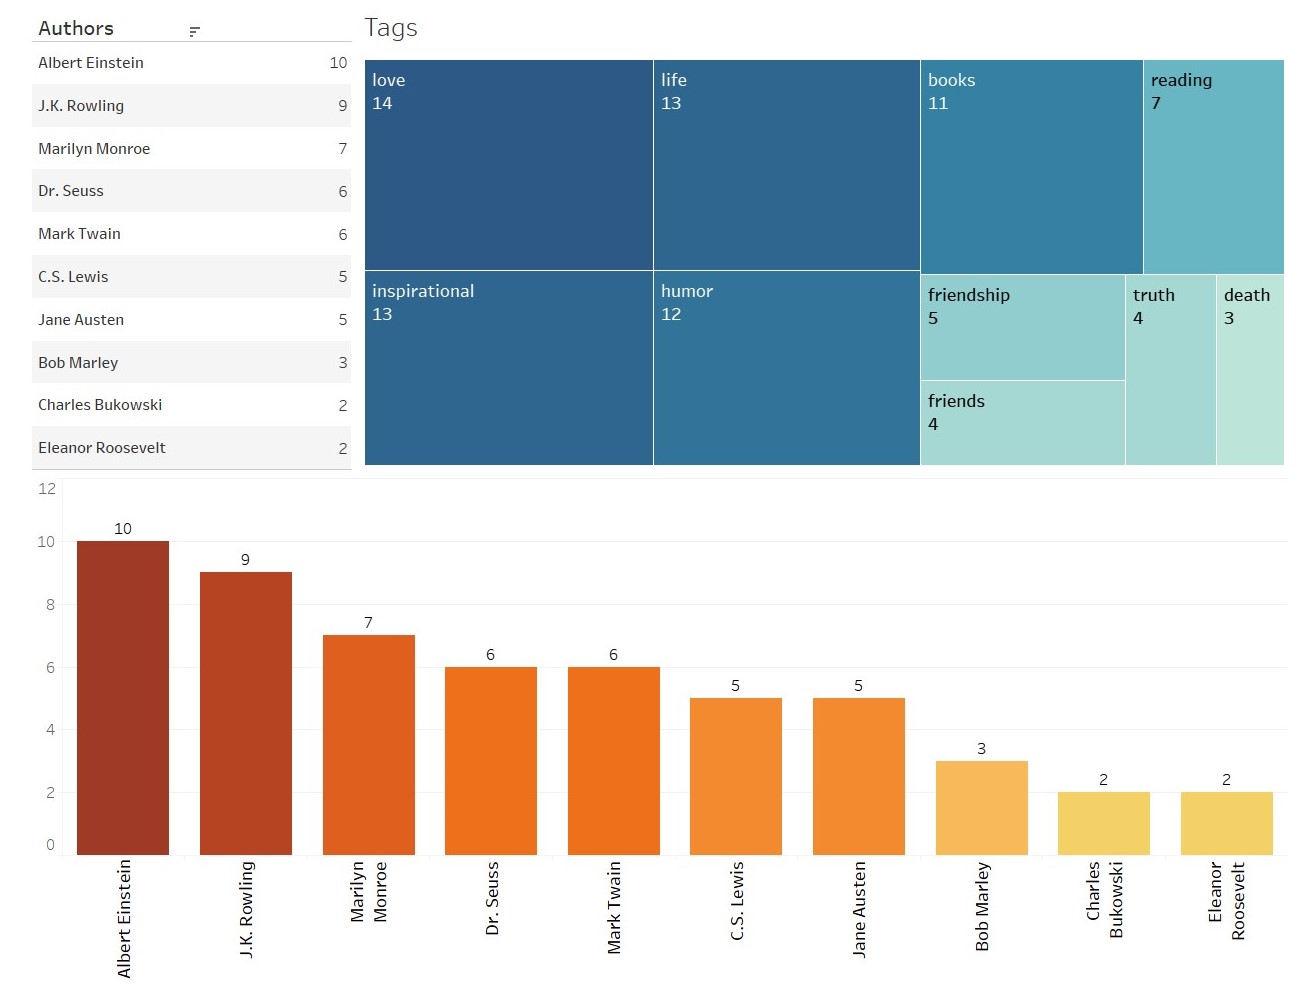 Authors
Albert Einstein 10
J.K. Rowling 9
Marilyn Monroe 7
Dr. Seuss 6
Mark Twain 6
C.S. Lewis 5
Jane Austen 5
Bob Marley 3
Charles Bukowski 2
Eleanor Roosevelt 2
Tags
love
14
life
13
books
11
reading
7
inspirational
13
humor
12
friendship
5
truth
4
death
3
friends
4
12
10
8
6
4
2
0
10
9
7
6
6
5
5
3
2
2
Albert Einstein
J.K. Rowling
Marilyn
Monroe
Dr. Seuss
Mark Twain
C.S. Lewis
Jane Austen
Bob Marley
Charles
Bukowski
Eleanor
Roosevelt